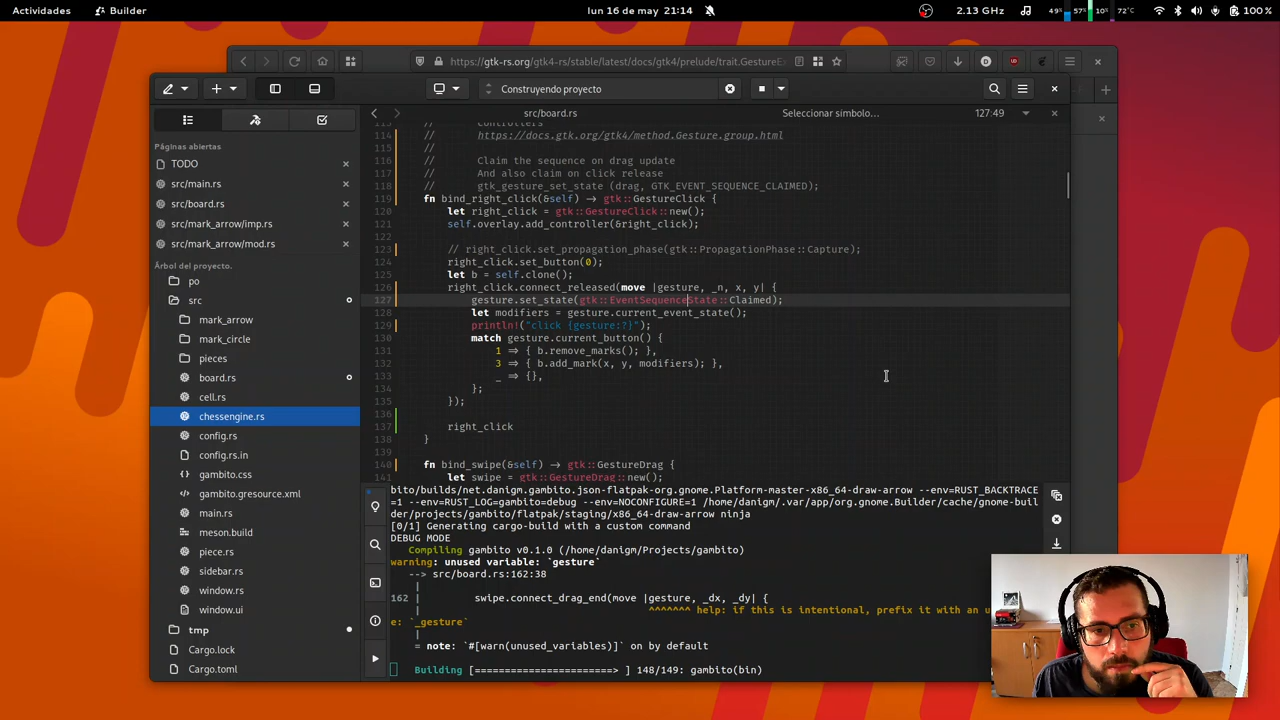 Actividades
Builder
lun 16 de may 21:14
2.13 GHz
49%
57%
10%
72°C
100 %
https://gtk-rs.org/gtk4-rs/stable/latest/docs/gtk4/prelude/trait.GestureE
Construyendo proyecto
src/board.rs
Seleccionar símbolo…
127:49
Páginas abiertas
TODO
src/main.rs
src/board.rs
src/mark_arrow/imp.rs
src/mark_arrow/mod.rs
Árbol del proyecto.
po
src
mark_arrow
mark_circle
pieces
board.rs
cell.rs
chessengine.rs
config.rs
config.rs.in
gambito.css
gambito.gresource.xml
main.rs
meson.build
piece.rs
sidebar.rs
window.rs
window.ui
tmp
Cargo.lock
Cargo.toml
113 // Controllers
114 // https://docs.gtk.org/gtk4/method.Gesture.group.html
115 //
116 // Claim the sequence on drag update
117 // And also claim on click release
118 // gtk_gesture_set_state (drag, GTK_EVENT_SEQUENCE_CLAIMED);
119 fn bind_right_click(&self) → gtk::GestureClick {
120 let right_click = gtk::GestureClick::new();
121 self.overlay.add_controller(&right_click);
122
123 // right_click.set_propagation_phase(gtk::PropagationPhase::Capture);
124 right_click.set_button(0);
125 let b = self.clone();
126 right_click.connect_released(move |gesture, _n, x, y| {
127 gesture.set_state(gtk::EventSequenceState::Claimed);
128 let modifiers = gesture.current_event_state();
129 println!("click {gesture:?}");
130 match gesture.current_button() {
131 1 ⇒ { b.remove_marks(); },
132 3 ⇒ { b.add_mark(x, y, modifiers); },
133 _ ⇒ {},
134 };
135 });
136
137 right_click
138 }
139
140 fn bind_swipe(&self) → gtk::GestureDrag {
141 let swipe = gtk::GestureDrag::new();
bito/builds/net.danigm.gambito.json-flatpak-org.gnome.Platform-master-x86_64-draw-arrow --env=RUST_BACKTRACE
=1 --env=RUST_LOG=gambito=debug --env=NOCONFIGURE=1 /home/danigm/.var/app/org.gnome.Builder/cache/gnome-buil
der/projects/gambito/flatpak/staging/x86_64-draw-arrow ninja
[0/1] Generating cargo-build with a custom command
DEBUG MODE
Compiling gambito v0.1.0 (/home/danigm/Projects/gambito)
warning: unused variable: `gesture`
--> src/board.rs:162:38
|
162 | swipe.connect_drag_end(move |gesture, _dx, _dy| {
| ^^^^^^^ help: if this is intentional, prefix it with an u
e: `_gesture`
|
= note: `#[warn(unused_variables)]` on by default
Building [=======================> ] 148/149: gambito(bin)